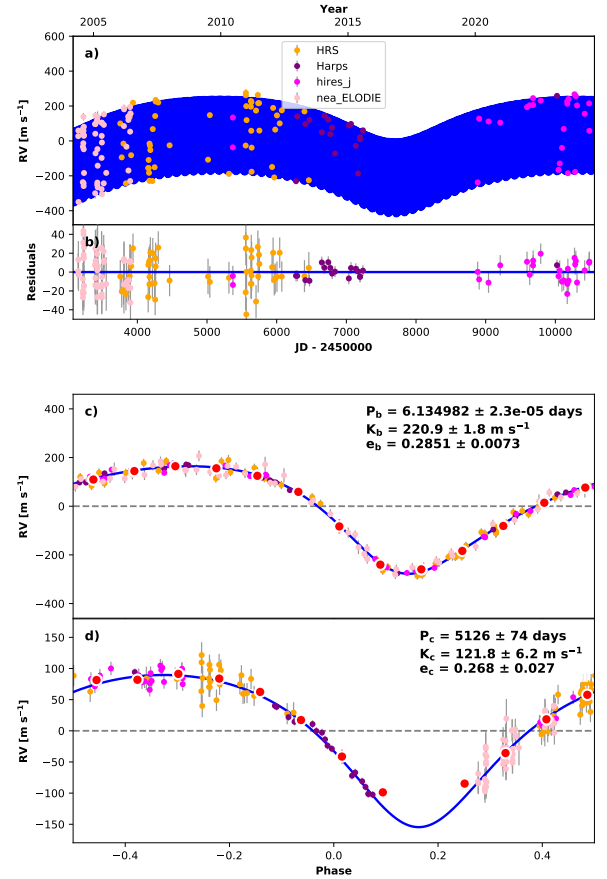 Year
2005 2010 2015 2020
a)
HRS
Harps
hires_j
nea_ELODIE
RV [m s⁻¹]
600
400
200
0
−200
−400
b)
Residuals
40
20
0
−20
−40
4000 5000 6000 7000 8000 9000 10000
JD - 2450000
c)
P_b = 6.134982 ± 2.3e-05 days
K_b = 220.9 ± 1.8 m s⁻¹
e_b = 0.2851 ± 0.0073
RV [m s⁻¹]
400
200
0
−200
−400
d)
P_c = 5126 ± 74 days
K_c = 121.8 ± 6.2 m s⁻¹
e_c = 0.268 ± 0.027
RV [m s⁻¹]
150
100
50
0
−50
−100
−150
−0.4 −0.2 0.0 0.2 0.4
Phase